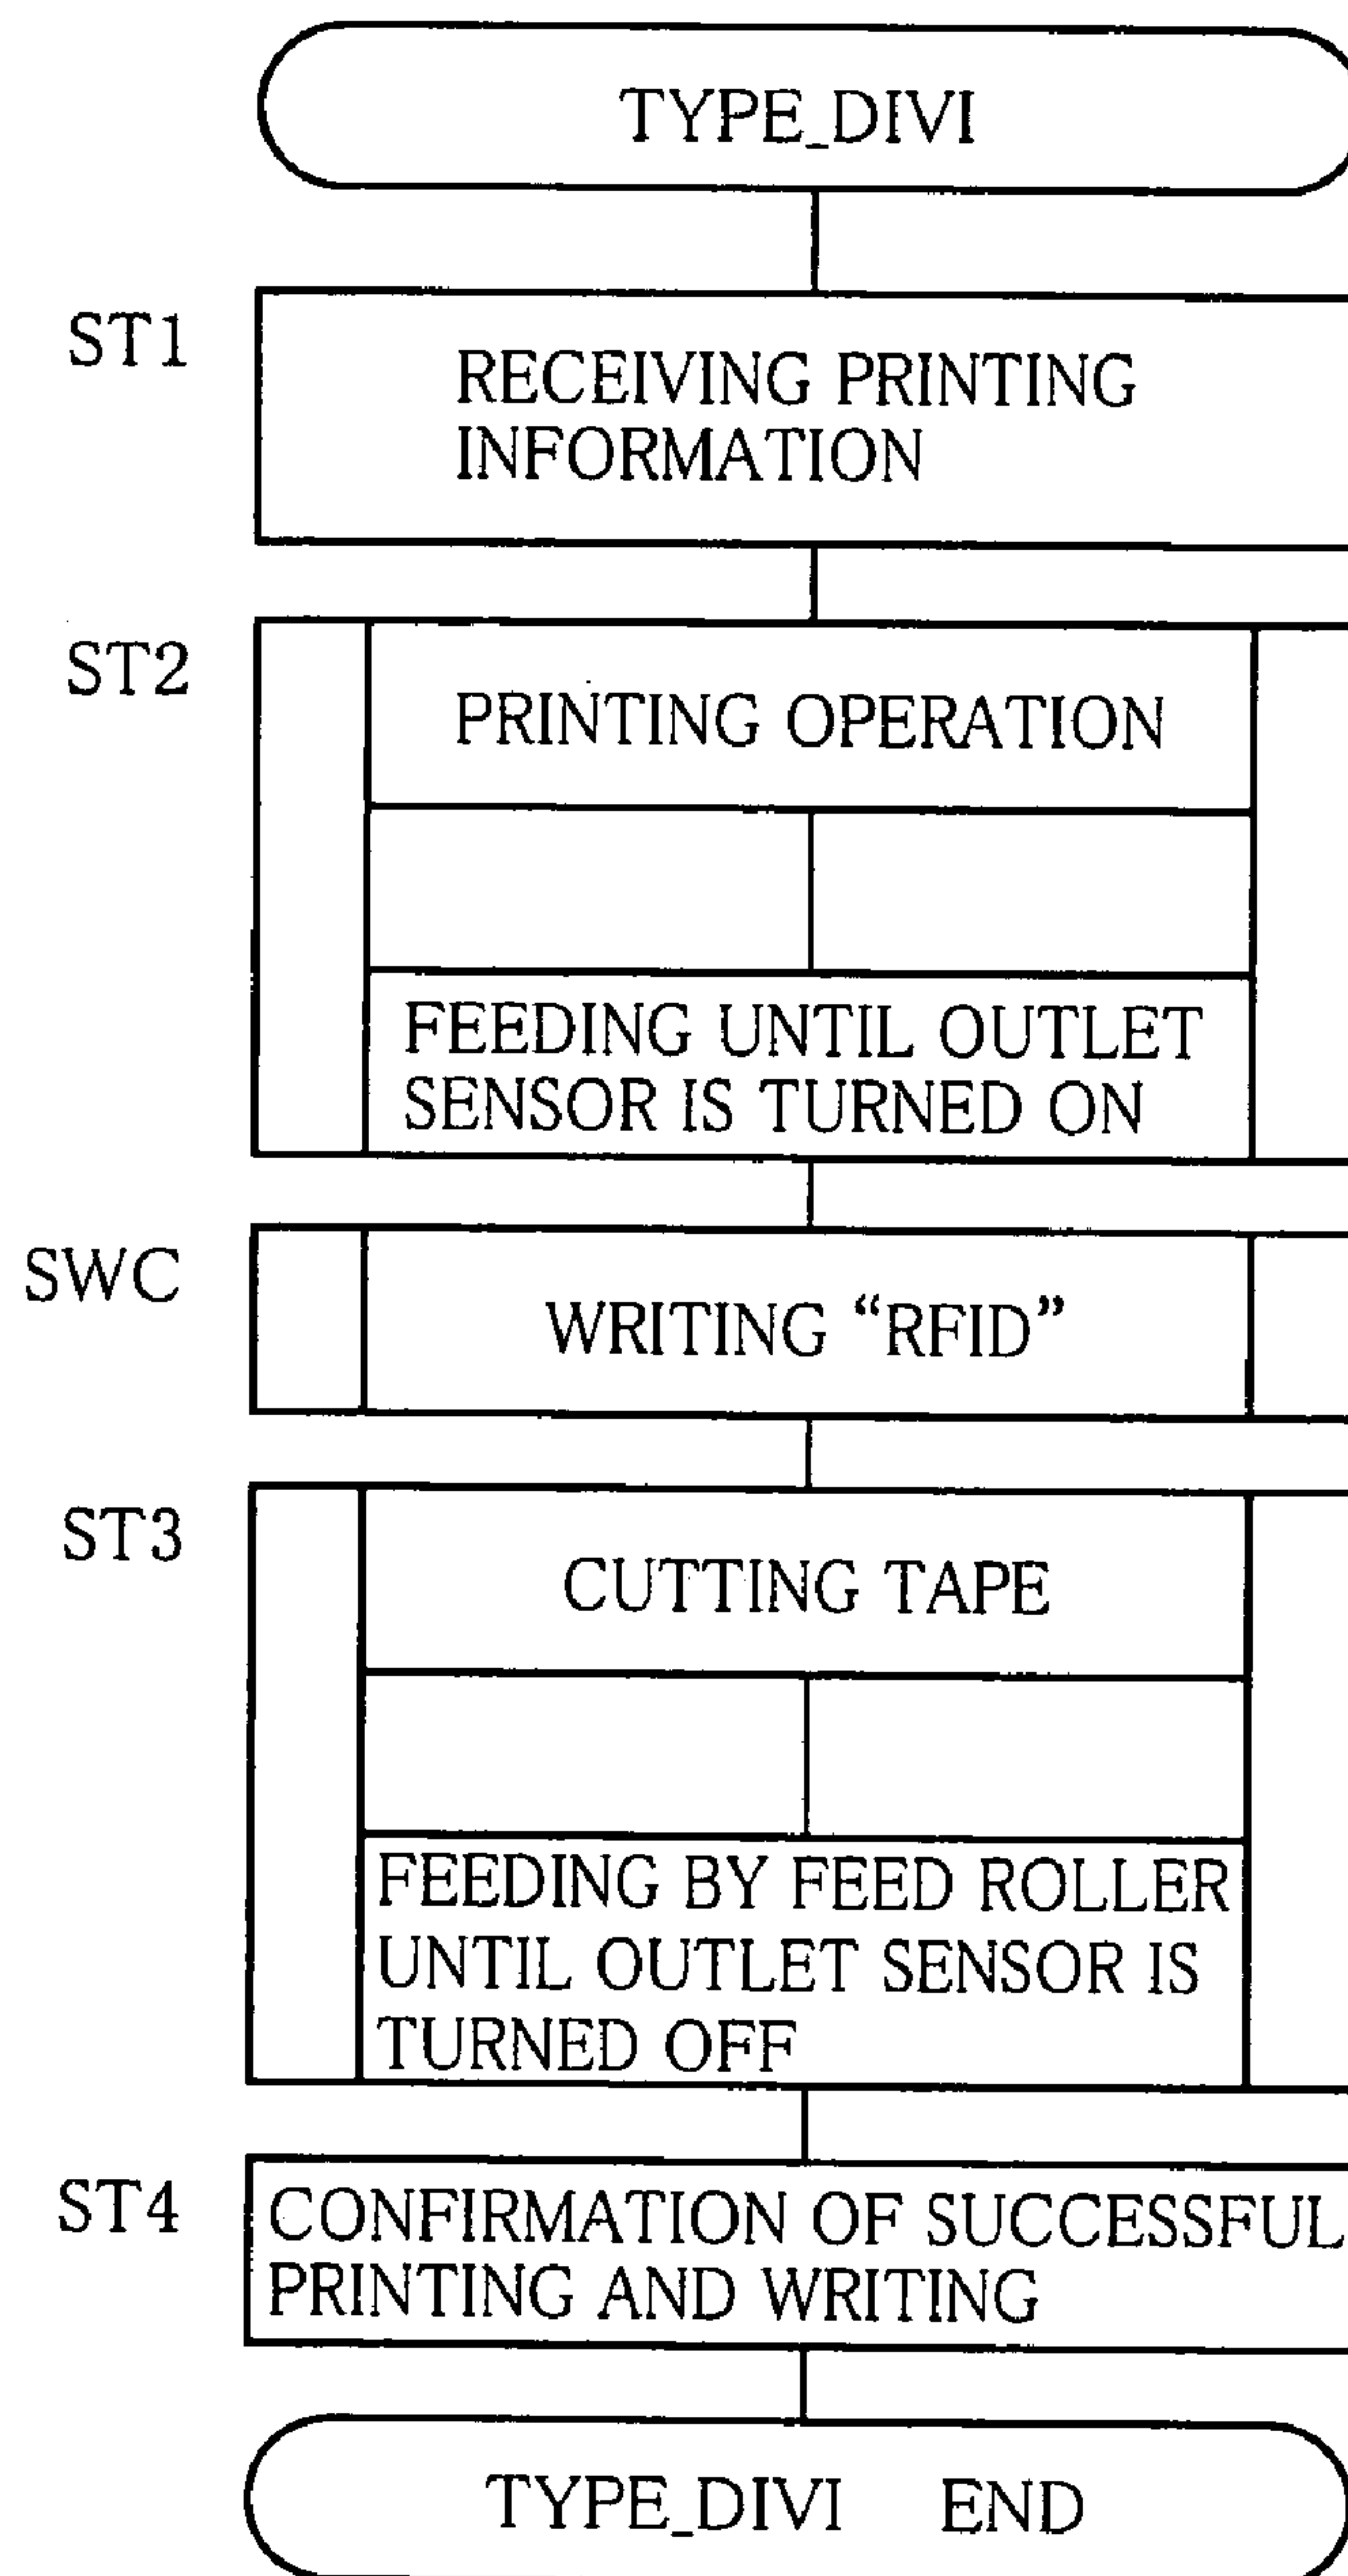 TYPE_DIVI
ST1
RECEIVING PRINTING
INFORMATION
ST2
PRINTING OPERATION
FEEDING UNTIL OUTLET
SENSOR IS TURNED ON
SWC
WRITING “RFID”
ST3
CUTTING TAPE
FEEDING BY FEED ROLLER
UNTIL OUTLET SENSOR IS
TURNED OFF
ST4
CONFIRMATION OF SUCCESSFUL
PRINTING AND WRITING
TYPE_DIVI END